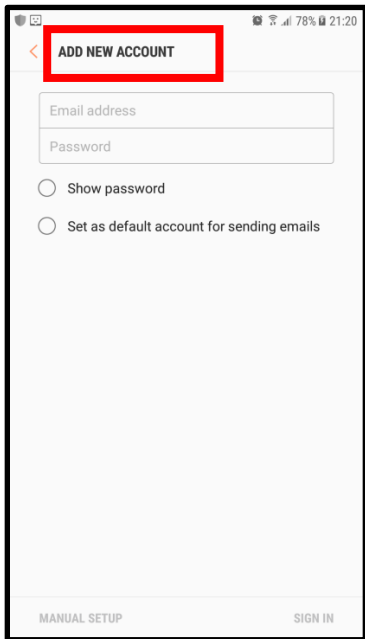 78% 21:20
ADD NEW ACCOUNT
Email address
Password
Show password
Set as default account for sending emails
MANUAL SETUP SIGN IN